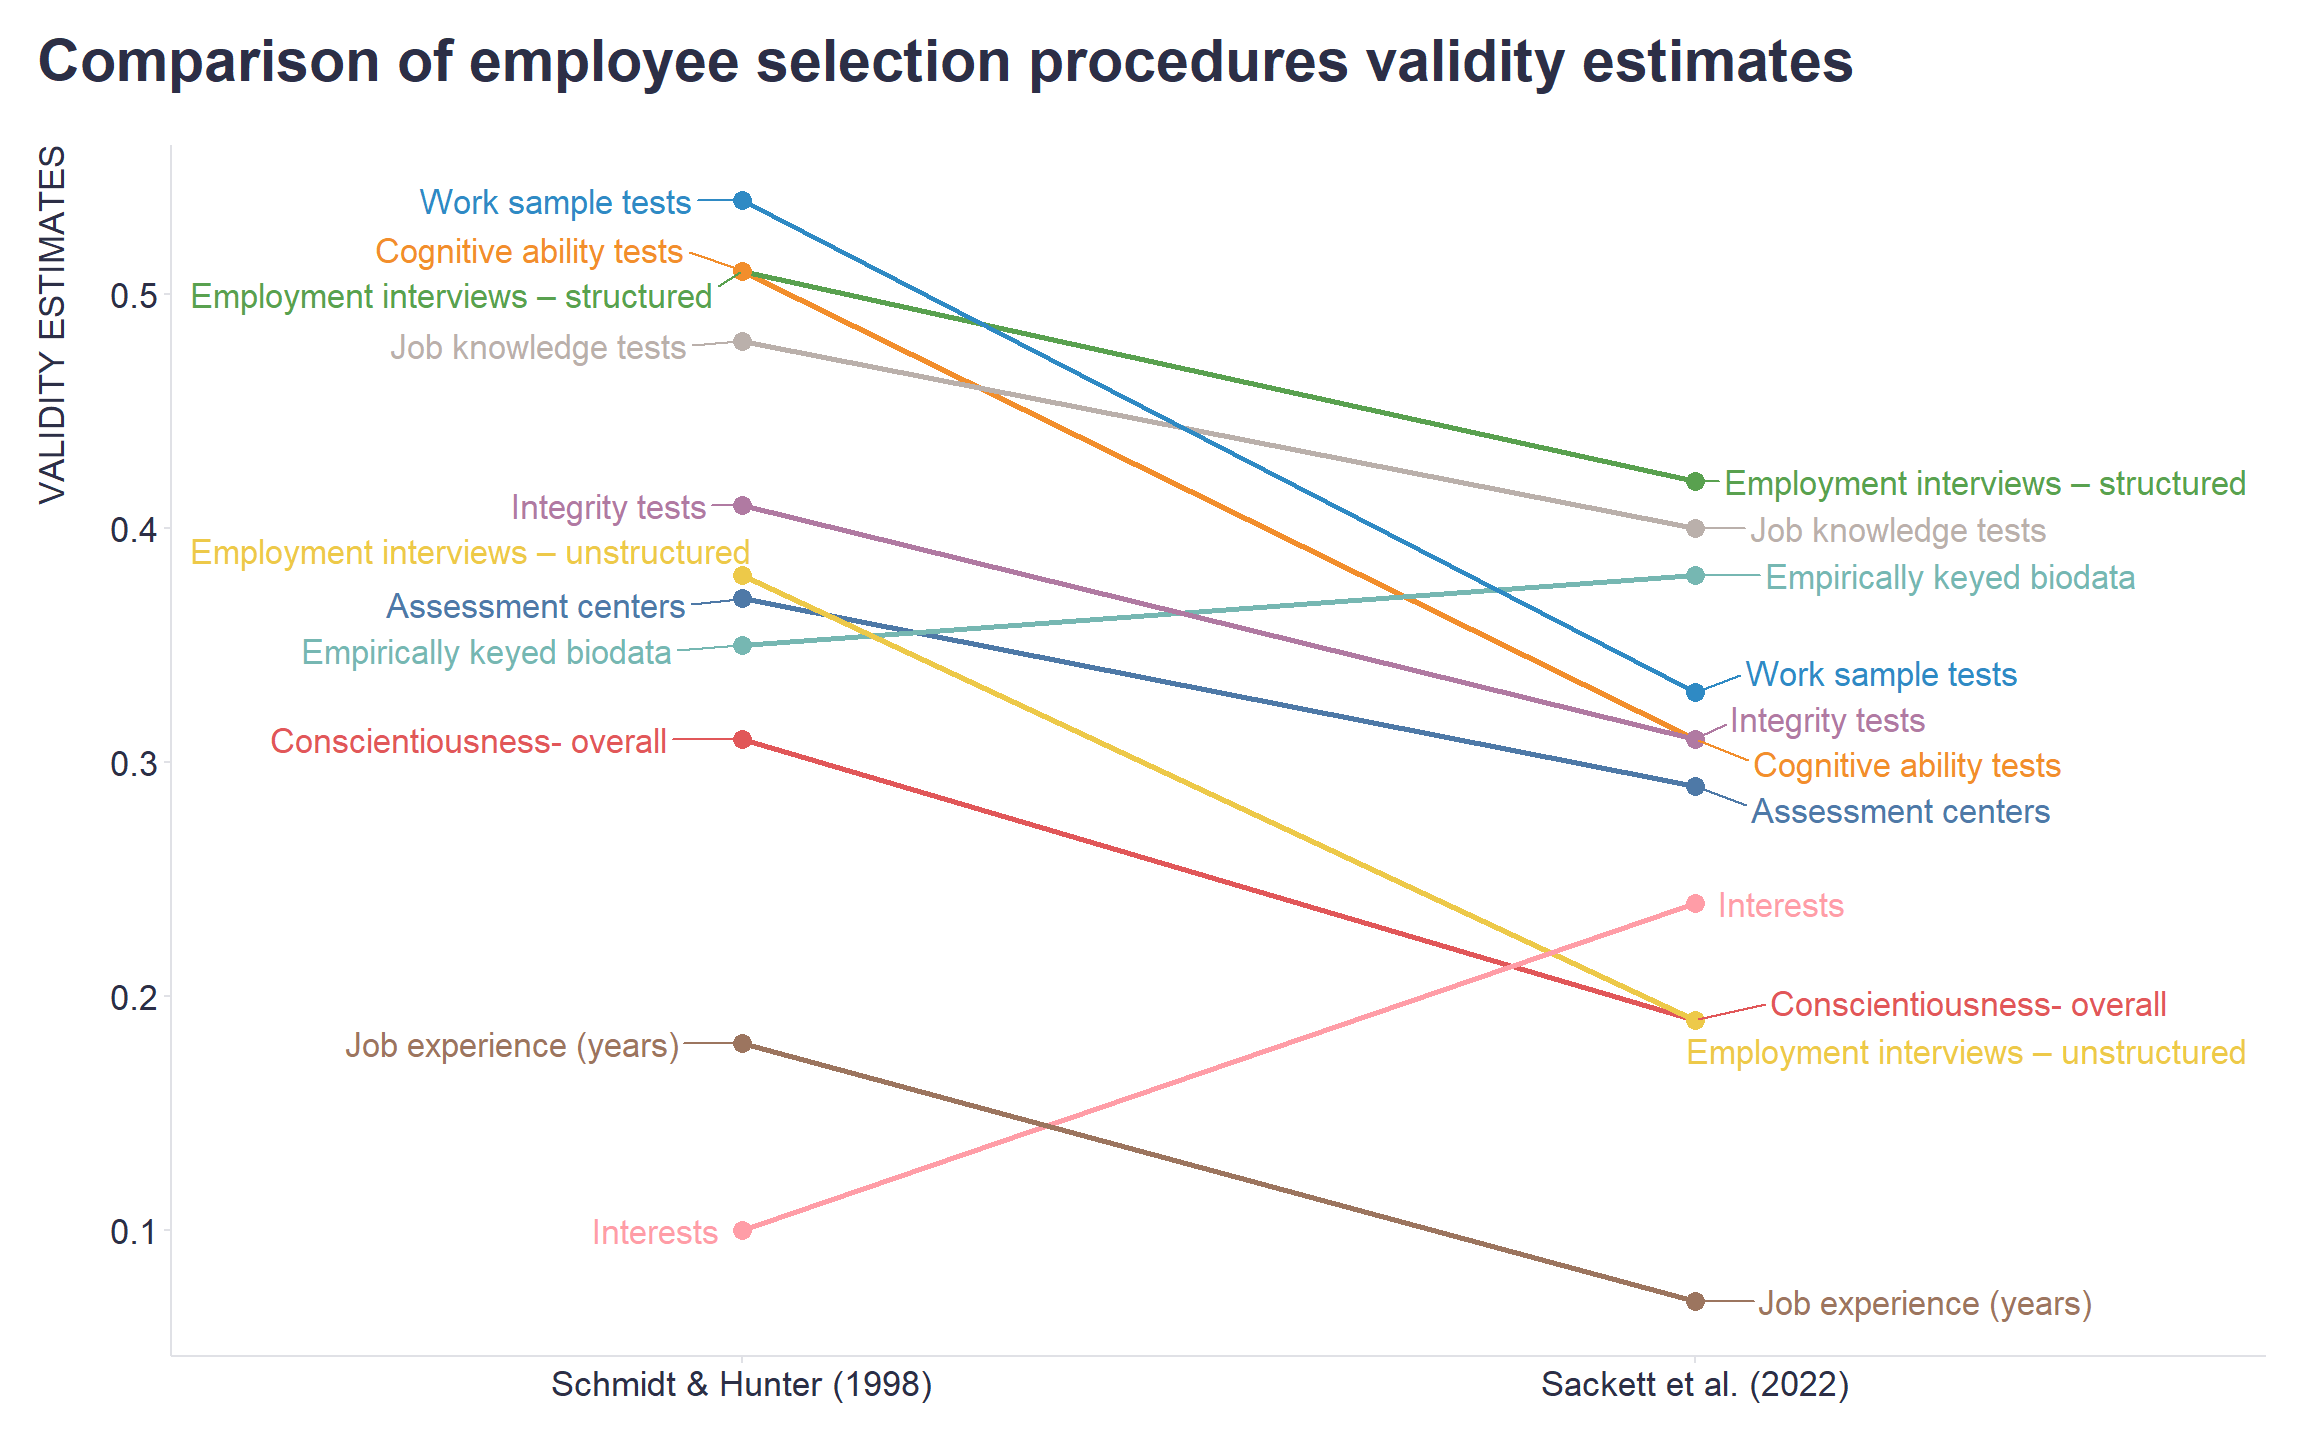 Comparison of employee selection procedures validity estimates
VALIDITY ESTIMATES
0.5
0.4
0.3
0.2
0.1
Work sample tests
Cognitive ability tests
Employment interviews – structured
Job knowledge tests
Integrity tests
Employment interviews – unstructured
Assessment centers
Empirically keyed biodata
Conscientiousness- overall
Job experience (years)
Interests
Employment interviews – structured
Job knowledge tests
Empirically keyed biodata
Work sample tests
Integrity tests
Cognitive ability tests
Assessment centers
Interests
Conscientiousness- overall
Employment interviews – unstructured
Job experience (years)
Schmidt & Hunter (1998)
Sackett et al. (2022)